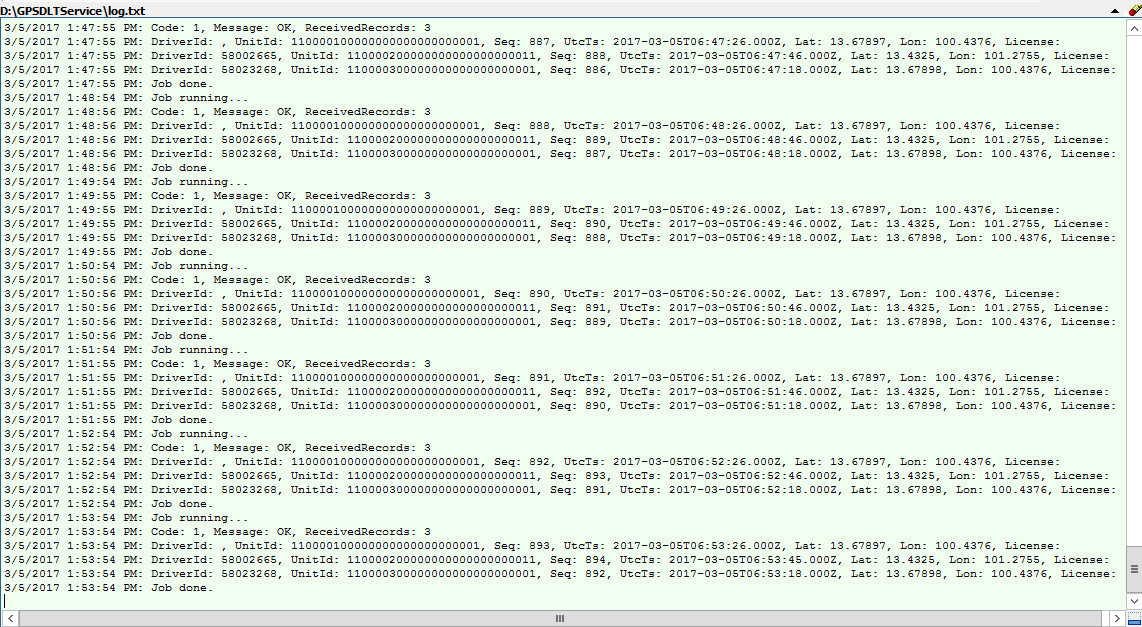 D:\GPSDLTService\log.txt
3/5/2017 1:47:55 PM: Code: 1, Message: OK, ReceivedRecords: 3
3/5/2017 1:47:55 PM: DriverId: , UnitId: 110000100000000000000000001, Seq: 887, UtcTs: 2017-03-05T06:47:26.000Z, Lat: 13.67897, Lon: 100.4376, License:
3/5/2017 1:47:55 PM: DriverId: 58002665, UnitId: 110000200000000000000000011, Seq: 888, UtcTs: 2017-03-05T06:47:46.000Z, Lat: 13.4325, Lon: 101.2755, License:
3/5/2017 1:47:55 PM: DriverId: 58023268, UnitId: 110000300000000000000000001, Seq: 886, UtcTs: 2017-03-05T06:47:18.000Z, Lat: 13.67898, Lon: 100.4376, License:
3/5/2017 1:47:55 PM: Job done.
3/5/2017 1:48:54 PM: Job running...
3/5/2017 1:48:56 PM: Code: 1, Message: OK, ReceivedRecords: 3
3/5/2017 1:48:56 PM: DriverId: , UnitId: 110000100000000000000000001, Seq: 888, UtcTs: 2017-03-05T06:48:26.000Z, Lat: 13.67897, Lon: 100.4376, License:
3/5/2017 1:48:56 PM: DriverId: 58002665, UnitId: 110000200000000000000000011, Seq: 889, UtcTs: 2017-03-05T06:48:46.000Z, Lat: 13.4325, Lon: 101.2755, License:
3/5/2017 1:48:56 PM: DriverId: 58023268, UnitId: 110000300000000000000000001, Seq: 887, UtcTs: 2017-03-05T06:48:18.000Z, Lat: 13.67898, Lon: 100.4376, License:
3/5/2017 1:48:56 PM: Job done.
3/5/2017 1:49:54 PM: Job running...
3/5/2017 1:49:55 PM: Code: 1, Message: OK, ReceivedRecords: 3
3/5/2017 1:49:55 PM: DriverId: , UnitId: 110000100000000000000000001, Seq: 889, UtcTs: 2017-03-05T06:49:26.000Z, Lat: 13.67897, Lon: 100.4376, License:
3/5/2017 1:49:55 PM: DriverId: 58002665, UnitId: 110000200000000000000000011, Seq: 890, UtcTs: 2017-03-05T06:49:46.000Z, Lat: 13.4325, Lon: 101.2755, License:
3/5/2017 1:49:55 PM: DriverId: 58023268, UnitId: 110000300000000000000000001, Seq: 888, UtcTs: 2017-03-05T06:49:18.000Z, Lat: 13.67898, Lon: 100.4376, License:
3/5/2017 1:49:55 PM: Job done.
3/5/2017 1:50:54 PM: Job running...
3/5/2017 1:50:56 PM: Code: 1, Message: OK, ReceivedRecords: 3
3/5/2017 1:50:56 PM: DriverId: , UnitId: 110000100000000000000000001, Seq: 890, UtcTs: 2017-03-05T06:50:26.000Z, Lat: 13.67897, Lon: 100.4376, License:
3/5/2017 1:50:56 PM: DriverId: 58002665, UnitId: 110000200000000000000000011, Seq: 891, UtcTs: 2017-03-05T06:50:46.000Z, Lat: 13.4325, Lon: 101.2755, License:
3/5/2017 1:50:56 PM: DriverId: 58023268, UnitId: 110000300000000000000000001, Seq: 889, UtcTs: 2017-03-05T06:50:18.000Z, Lat: 13.67898, Lon: 100.4376, License:
3/5/2017 1:50:56 PM: Job done.
3/5/2017 1:51:54 PM: Job running...
3/5/2017 1:51:55 PM: Code: 1, Message: OK, ReceivedRecords: 3
3/5/2017 1:51:55 PM: DriverId: , UnitId: 110000100000000000000000001, Seq: 891, UtcTs: 2017-03-05T06:51:26.000Z, Lat: 13.67897, Lon: 100.4376, License:
3/5/2017 1:51:55 PM: DriverId: 58002665, UnitId: 110000200000000000000000011, Seq: 892, UtcTs: 2017-03-05T06:51:46.000Z, Lat: 13.4325, Lon: 101.2755, License:
3/5/2017 1:51:55 PM: DriverId: 58023268, UnitId: 110000300000000000000000001, Seq: 890, UtcTs: 2017-03-05T06:51:18.000Z, Lat: 13.67898, Lon: 100.4376, License:
3/5/2017 1:51:55 PM: Job done.
3/5/2017 1:52:54 PM: Job running...
3/5/2017 1:52:54 PM: Code: 1, Message: OK, ReceivedRecords: 3
3/5/2017 1:52:54 PM: DriverId: , UnitId: 110000100000000000000000001, Seq: 892, UtcTs: 2017-03-05T06:52:26.000Z, Lat: 13.67897, Lon: 100.4376, License:
3/5/2017 1:52:54 PM: DriverId: 58002665, UnitId: 110000200000000000000000011, Seq: 893, UtcTs: 2017-03-05T06:52:46.000Z, Lat: 13.4325, Lon: 101.2755, License:
3/5/2017 1:52:54 PM: DriverId: 58023268, UnitId: 110000300000000000000000001, Seq: 891, UtcTs: 2017-03-05T06:52:18.000Z, Lat: 13.67898, Lon: 100.4376, License:
3/5/2017 1:52:54 PM: Job done.
3/5/2017 1:53:54 PM: Job running...
3/5/2017 1:53:54 PM: Code: 1, Message: OK, ReceivedRecords: 3
3/5/2017 1:53:54 PM: DriverId: , UnitId: 110000100000000000000000001, Seq: 893, UtcTs: 2017-03-05T06:53:26.000Z, Lat: 13.67897, Lon: 100.4376, License:
3/5/2017 1:53:54 PM: DriverId: 58002665, UnitId: 110000200000000000000000011, Seq: 894, UtcTs: 2017-03-05T06:53:45.000Z, Lat: 13.4325, Lon: 101.2755, License:
3/5/2017 1:53:54 PM: DriverId: 58023268, UnitId: 110000300000000000000000001, Seq: 892, UtcTs: 2017-03-05T06:53:18.000Z, Lat: 13.67898, Lon: 100.4376, License:
3/5/2017 1:53:54 PM: Job done.